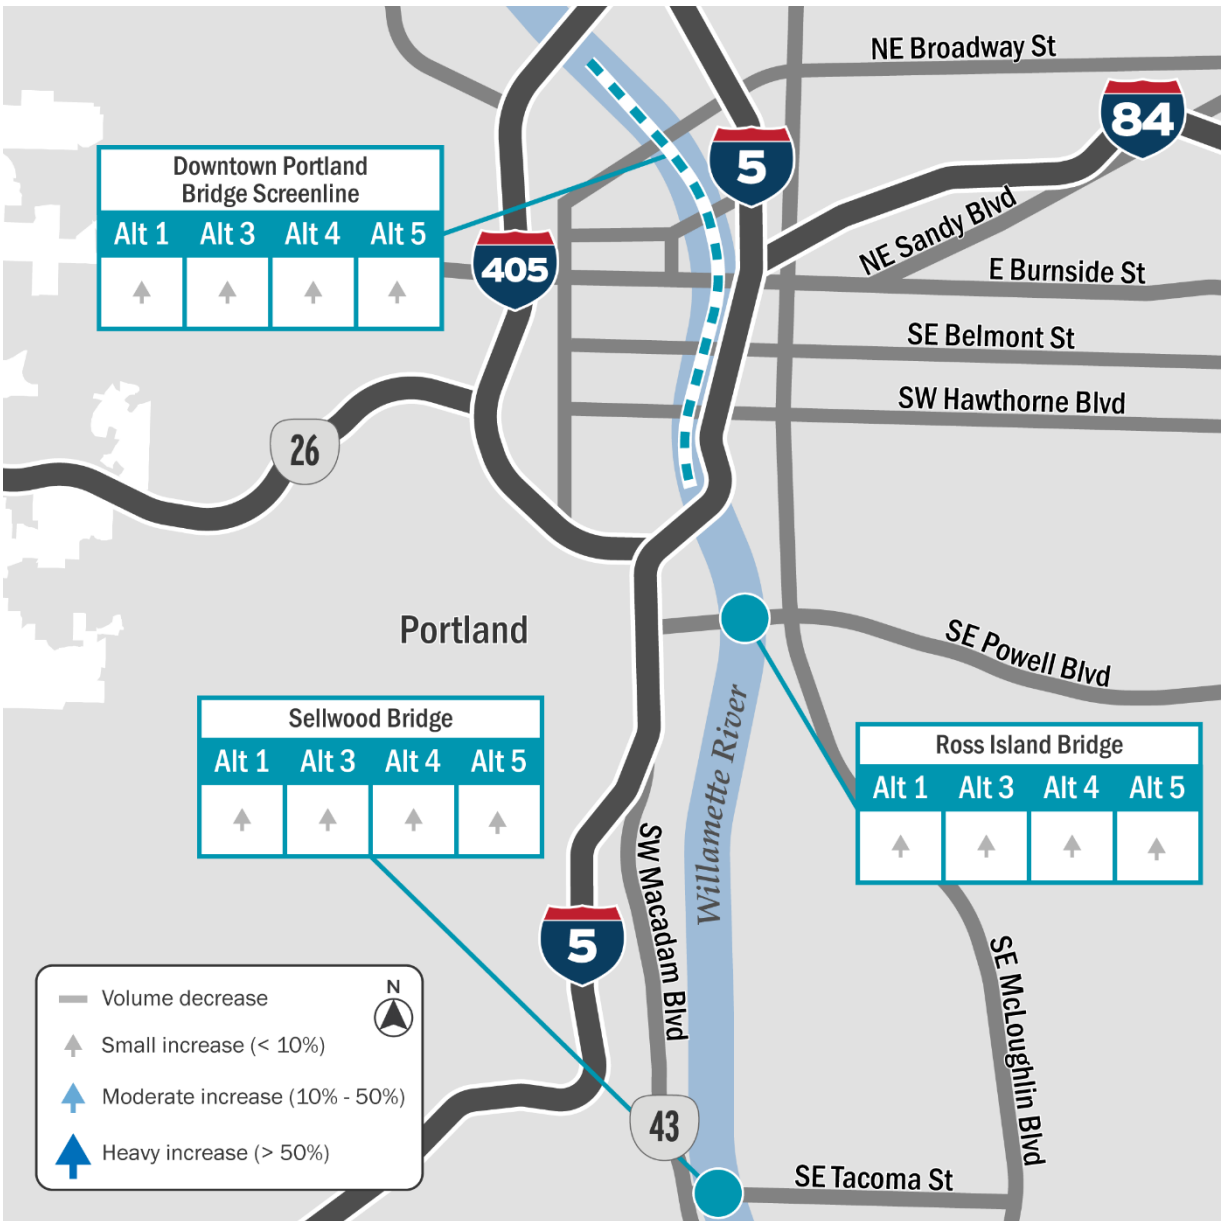 NE Broadway St
84
5
Downtown Portland
Bridge Screenline
Alt 1 Alt 3 Alt 4 Alt 5
405
NE Sandy Blvd
E Burnside St
SE Belmont St
SW Hawthorne Blvd
26
Portland
SE Powell Blvd
Willamette River
Sellwood Bridge
Alt 1 Alt 3 Alt 4 Alt 5
Ross Island Bridge
Alt 1 Alt 3 Alt 4 Alt 5
SW Macadam Blvd
5
SE McLoughlin Blvd
43
SE Tacoma St
N
Volume decrease
Small increase (< 10%)
Moderate increase (10% - 50%)
Heavy increase (> 50%)